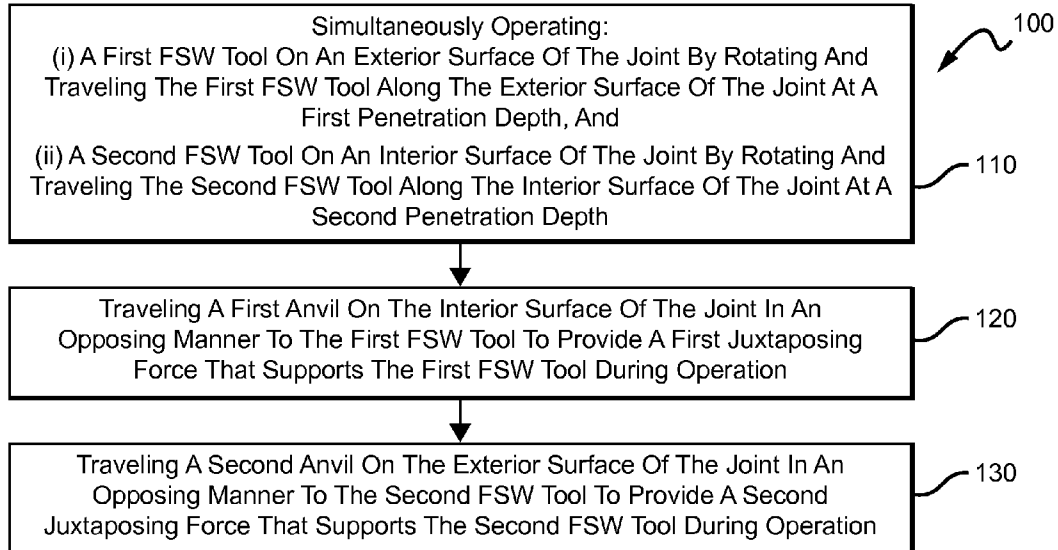 Simultaneously Operating:
(i) A First FSW Tool On An Exterior Surface Of The Joint By Rotating And
Traveling The First FSW Tool Along The Exterior Surface Of The Joint At A
First Penetration Depth, And
(ii) A Second FSW Tool On An Interior Surface Of The Joint By Rotating And
Traveling The Second FSW Tool Along The Interior Surface Of The Joint At A
Second Penetration Depth
100
110
Traveling A First Anvil On The Interior Surface Of The Joint In An
Opposing Manner To The First FSW Tool To Provide A First Juxtaposing
Force That Supports The First FSW Tool During Operation
120
Traveling A Second Anvil On The Exterior Surface Of The Joint In An
Opposing Manner To The Second FSW Tool To Provide A Second
Juxtaposing Force That Supports The Second FSW Tool During Operation
130